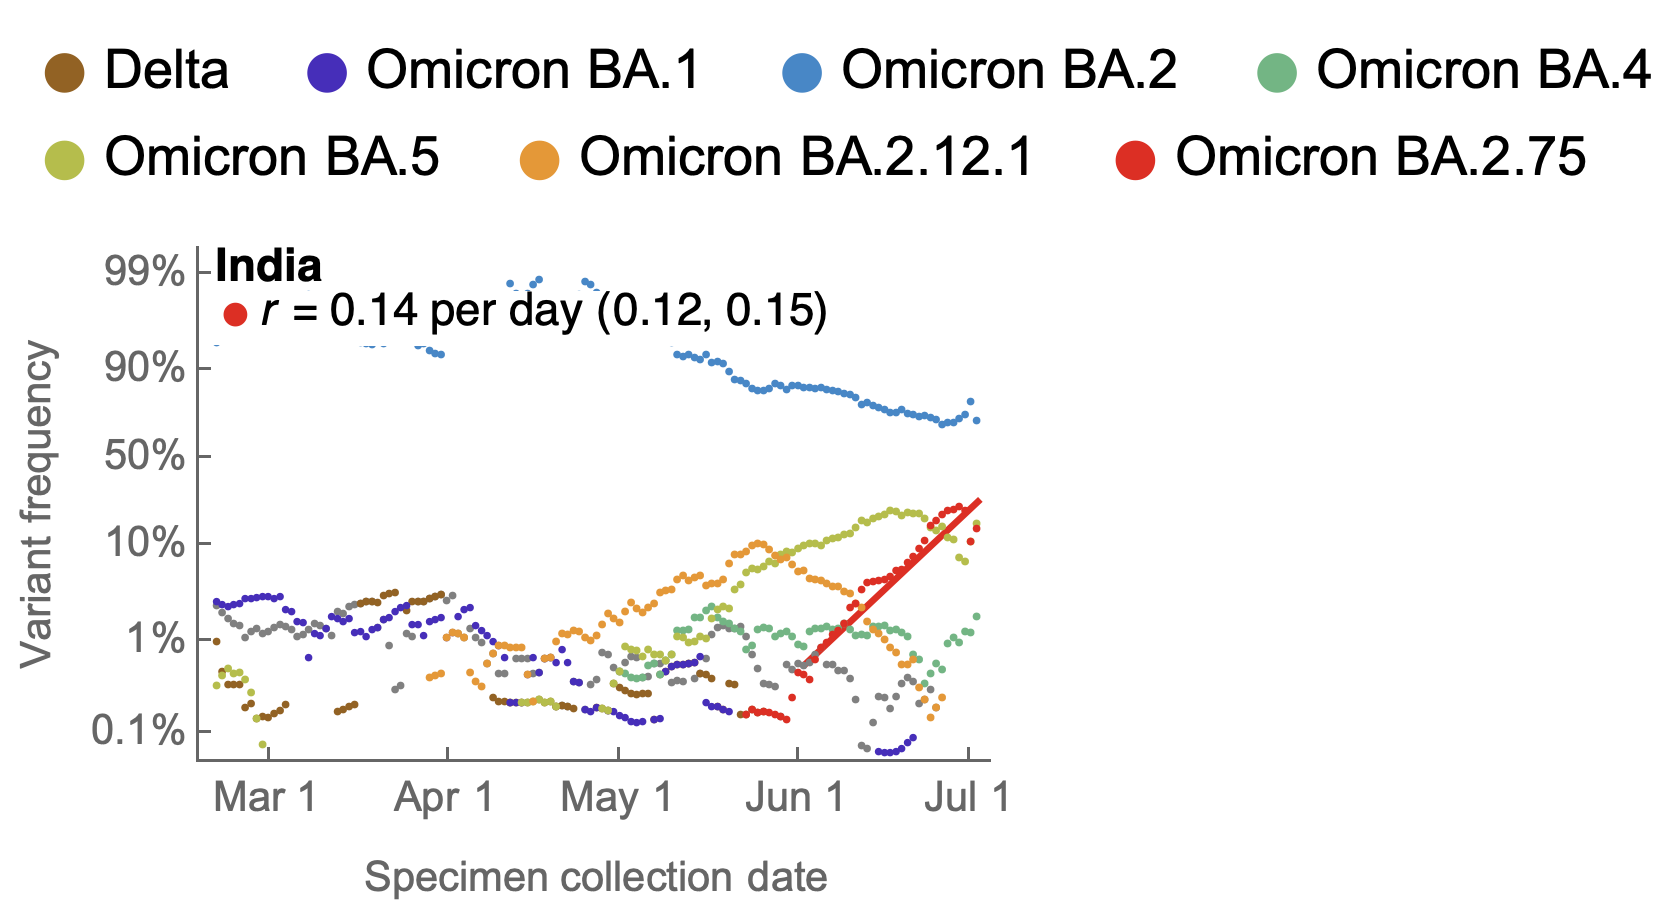 Delta Omicron BA.1 Omicron BA.2 Omicron BA.4
Omicron BA.5 Omicron BA.2.12.1 Omicron BA.2.75
India
r = 0.14 per day (0.12, 0.15)
Variant frequency
99%
90%
50%
10%
1%
0.1%
Mar 1 Apr 1 May 1 Jun 1 Jul 1
Specimen collection date